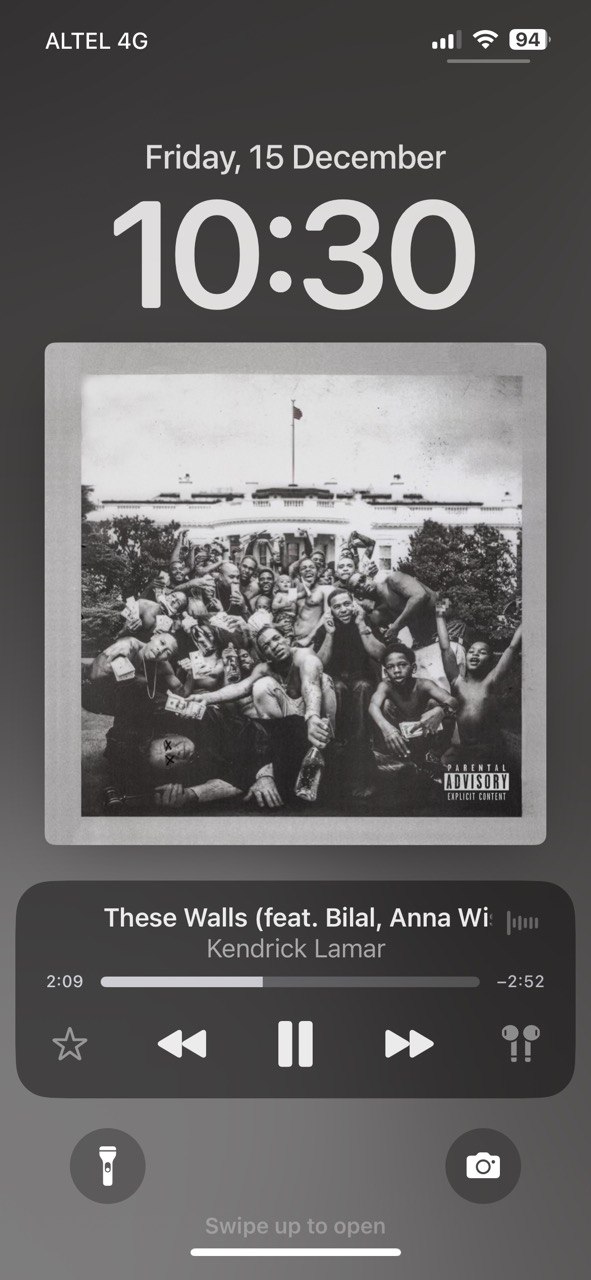 ALTEL 4G
94
Friday, 15 December
10:30
PARENTAL
ADVISORY
EXPLICIT CONTENT
These Walls (feat. Bilal, Anna Wi
Kendrick Lamar
2:09
−2:52
Swipe up to open